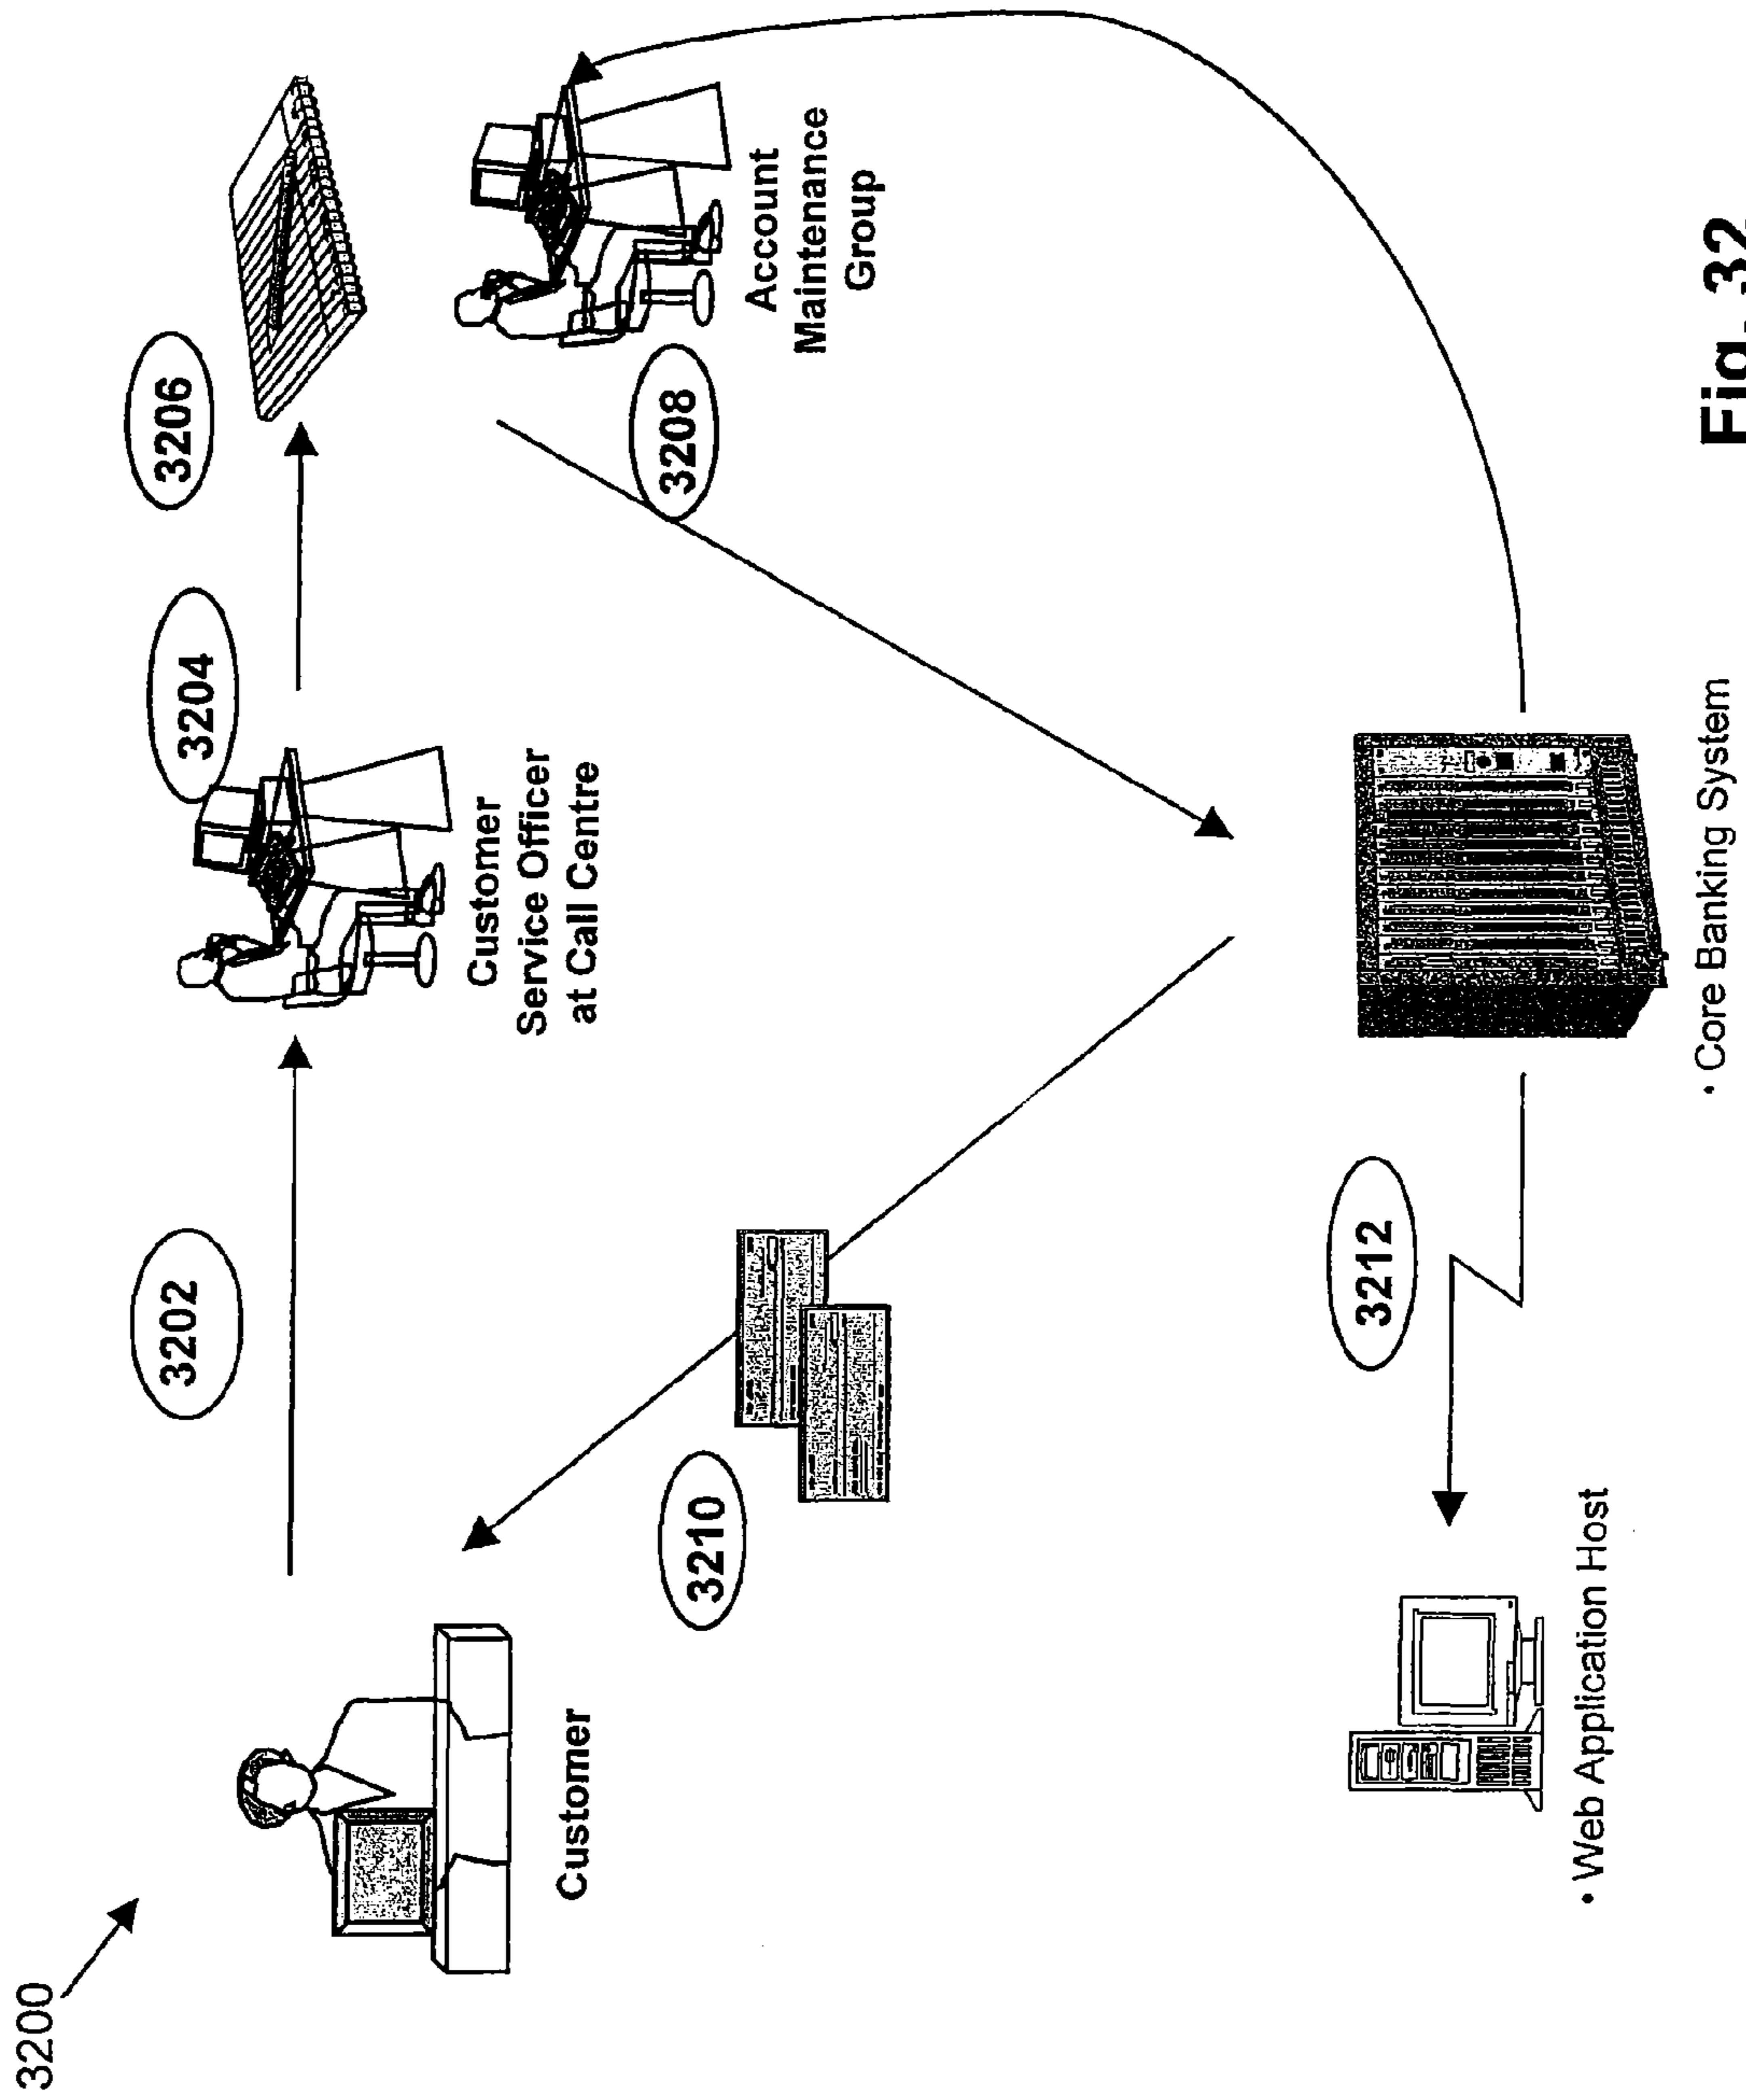 3200
3202
3204
3206
Customer
Customer
Service Officer
at Call Centre
3208
Account
Maintenance
Group
3210
3212
• Web Application Host
• Core Banking System
Fig. 32